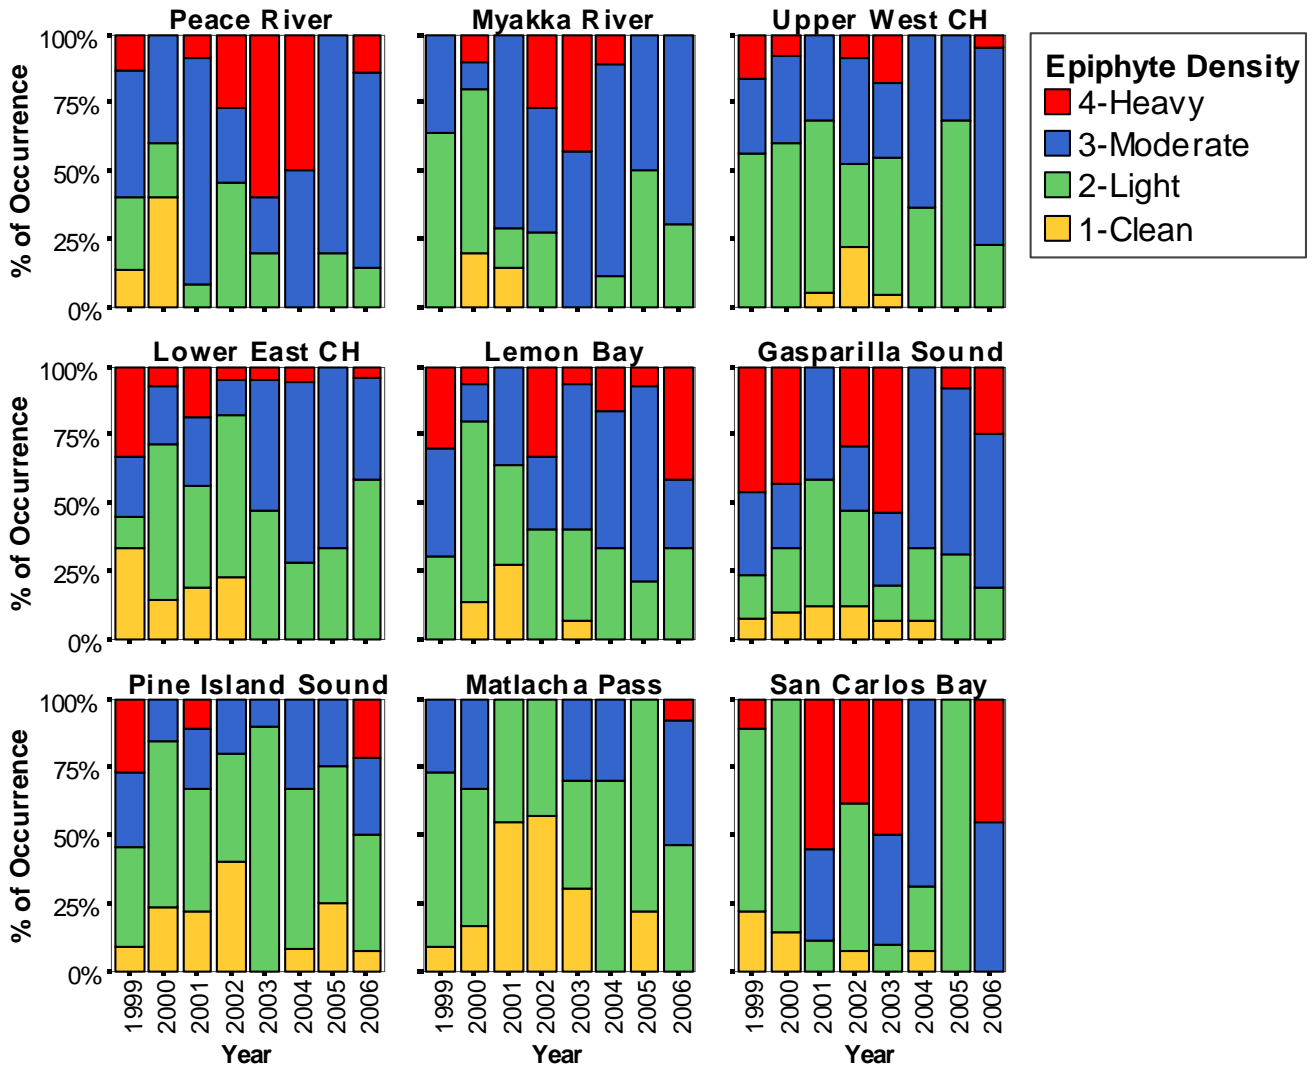 Peace River
Myakka River
Upper West CH
100%
75%
50%
25%
0%
% of Occurrence
Epiphyte Density
4-Heavy
3-Moderate
2-Light
1-Clean
Lower East CH
Lemon Bay
Gasparilla Sound
100%
75%
50%
25%
0%
% of Occurrence
Pine Island Sound
Matlacha Pass
San Carlos Bay
100%
75%
50%
25%
0%
% of Occurrence
1999 2000 2001 2002 2003 2004 2005 2006
1999 2000 2001 2002 2003 2004 2005 2006
1999 2000 2001 2002 2003 2004 2005 2006
Year
Year
Year